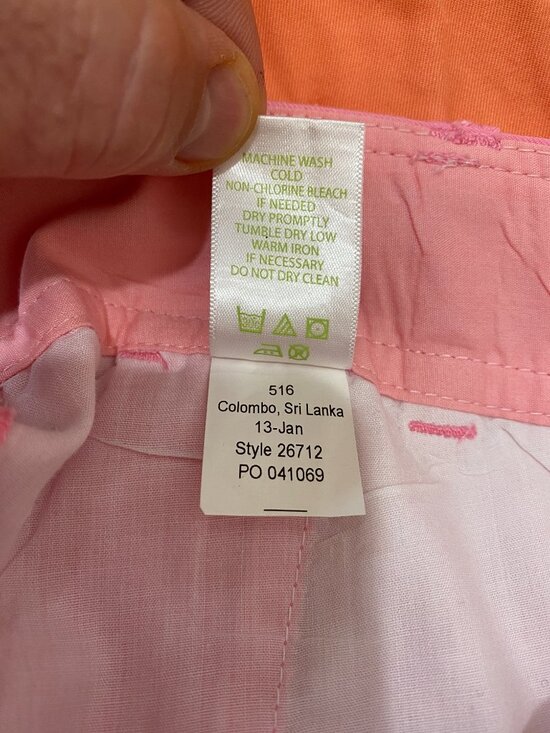 MACHINE WASH
COLD
NON-CHLORINE BLEACH
IF NEEDED
DRY PROMPTLY
TUMBLE DRY LOW
WARM IRON
IF NECESSARY
DO NOT DRY CLEAN
516
Colombo, Sri Lanka
13-Jan
Style 26712
PO 041069